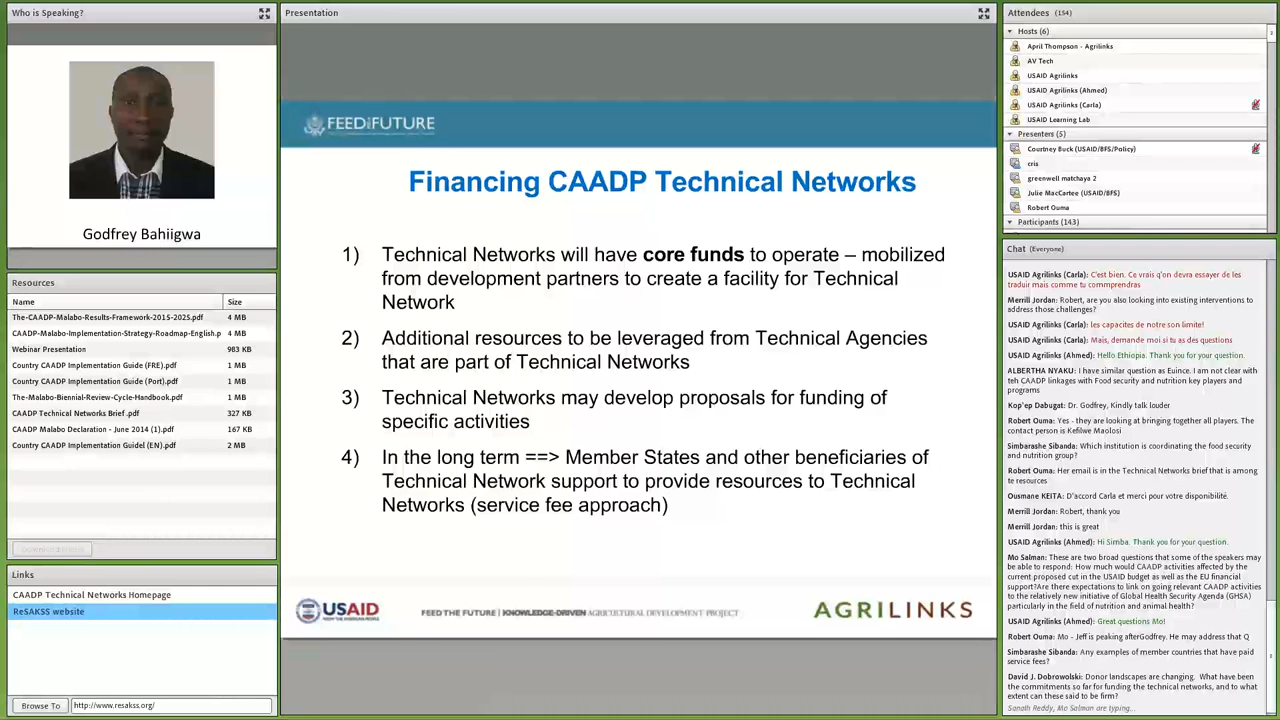 Who is Speaking?
Godfrey Bahiigwa
Resources
Name Size
The-CAADP-Malabo-Results-Framework-2015-2025.pdf 4 MB
CAADP-Malabo-Implementation-Strategy-Roadmap-English.p 4 MB
Webinar Presentation 983 KB
Country CAADP Implementation Guide (FRE).pdf 1 MB
Country CAADP Implementation Guide (Port).pdf 1 MB
The-Malabo-Biennial-Review-Cycle-Handbook.pdf 1 MB
CAADP Technical Networks Brief .pdf 327 KB
CAADP Malabo Declaration - June 2014 (1).pdf 167 KB
Country CAADP Implementation Guidel (EN).pdf 2 MB
Links
CAADP Technical Networks Homepage
ReSAKSS website
Browse To http://www.resakss.org/
Presentation
FEED THE FUTURE
Financing CAADP Technical Networks
1) Technical Networks will have core funds to operate – mobilized
from development partners to create a facility for Technical
Network
2) Additional resources to be leveraged from Technical Agencies
that are part of Technical Networks
3) Technical Networks may develop proposals for funding of
specific activities
4) In the long term ==> Member States and other beneficiaries of
Technical Network support to provide resources to Technical
Networks (service fee approach)
USAID
FROM THE AMERICAN PEOPLE
FEED THE FUTURE | KNOWLEDGE-DRIVEN AGRICULTURAL DEVELOPMENT PROJECT
AGRILINKS
Attendees (154)
Hosts (6)
April Thompson - Agrilinks
AV Tech
USAID Agrilinks
USAID Agrilinks (Ahmed)
USAID Agrilinks (Carla)
USAID Learning Lab
Presenters (5)
Courtney Buck (USAID/BFS/Policy)
cris
greenwell matchaya 2
Julie MacCartee (USAID/BFS)
Robert Ouma
Participants (143)
Chat (Everyone)
USAID Agrilinks (Carla): C'est bien. Ce vrais q'on devra essayer de les
traduir mais comme tu commprendras
Merrill Jordan: Robert, are you also looking into existing interventions to
address those challenges?
USAID Agrilinks (Carla): les capacites de notre son limite!
USAID Agrilinks (Carla): Mais, demande moi si tu as des questions
USAID Agrilinks (Ahmed): Hello Ethiopia. Thank you for your question.
ALBERTHA NYAKU: I have similar question as Euince. I am not clear with
teh CAADP linkages with Food security and nutrition key players and
programs
Kop'ep Dabugat: Dr. Godfrey, Kindly talk louder
Robert Ouma: Yes - they are looking at bringing together all players. The
contact person is Kefilwe Maolosi
Simbarashe Sibanda: Which institution is coordinating the food security
and nutrition group?
Robert Ouma: Her email is in the Technical Networks brief that is among
te resources
Ousmane KEITA: D'accord Carla et merci pour votre disponibilité.
Merrill Jordan: Robert, thank you
Merrill Jordan: this is great
USAID Agrilinks (Ahmed): Hi Simba. Thank you for your question.
Mo Salman: These are two broad questions that some of the speakers may
be able to respond: How much would CAADP activities affected by the
current proposed cut in the USAID budget as well as the EU financial
support?Are there expectations to link on going relevant CAADP activities
to the relatively new initiative of Global Health Security Agenda (GHSA)
particularly in the field of nutrition and animal health?
USAID Agrilinks (Ahmed): Great questions Mo!
Robert Ouma: Mo - Jeff is peaking afterGodfrey. He may address that Q
Simbarashe Sibanda: Any examples of member countries that have paid
service fees?
David J. Dobrowolski: Donor landscapes are changing. What have been
the commitments so far for funding the technical networks, and to what
extent can these said to be firm?
Sanath Reddy, Mo Salman are typing...